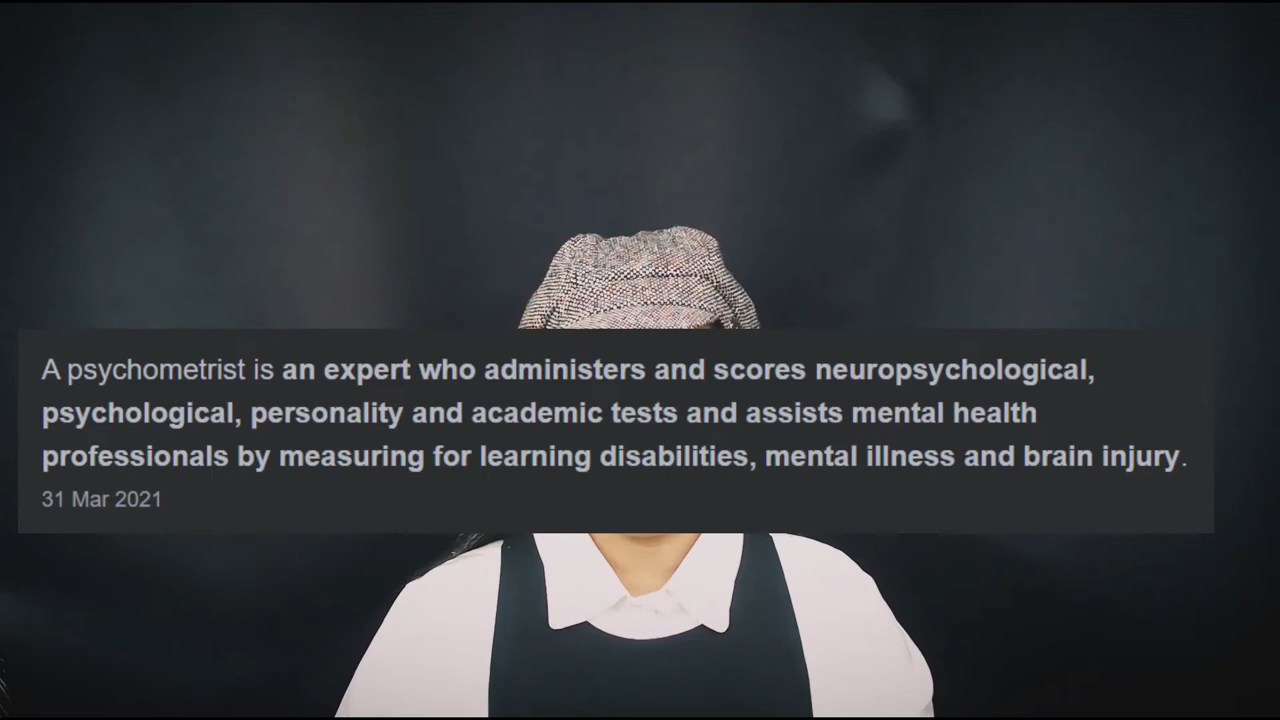 A psychometrist is an expert who administers and scores neuropsychological,
psychological, personality and academic tests and assists mental health
professionals by measuring for learning disabilities, mental illness and brain injury.
31 Mar 2021